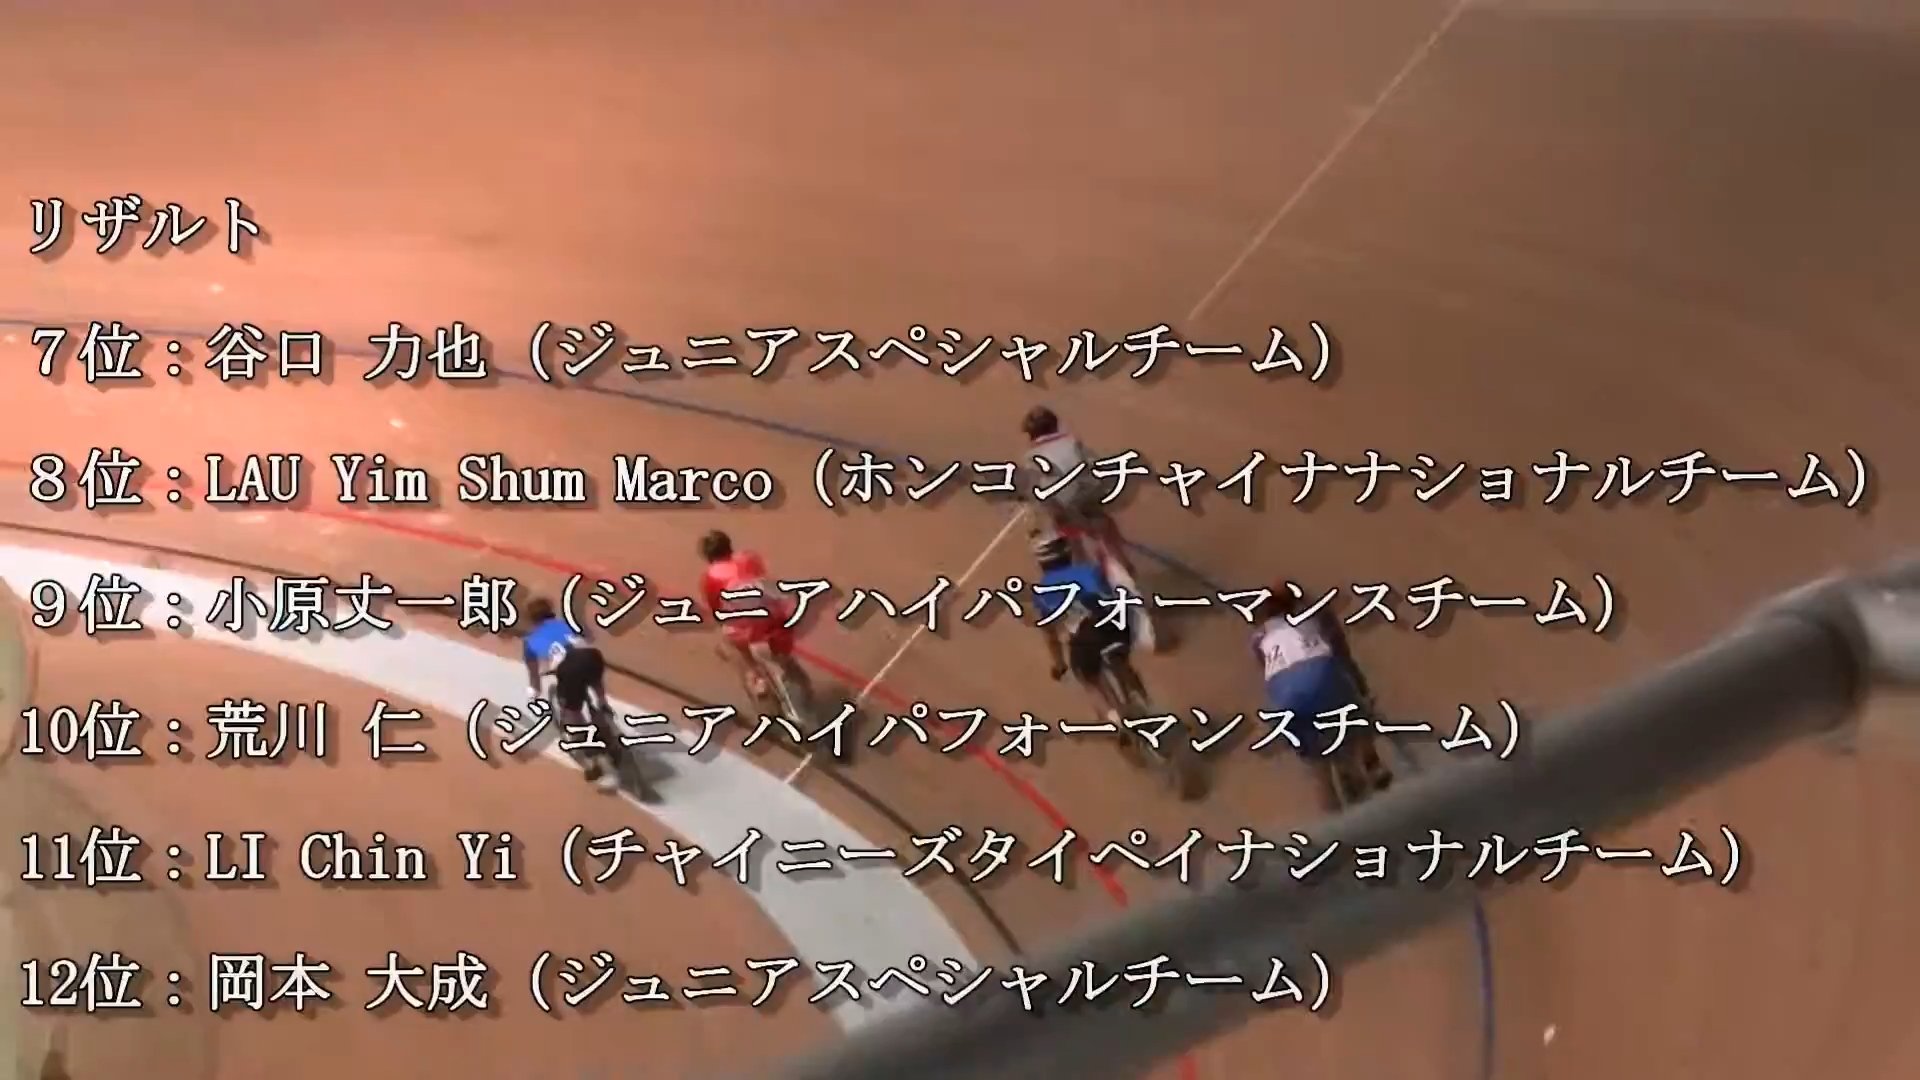 リザルト
７位：谷口 力也（ジュニアスペシャルチーム）
８位：LAU Yim Shum Marco（ホンコンチャイナナショナルチーム）
９位：小原丈一郎（ジュニアハイパフォーマンスチーム）
10位：荒川 仁（ジュニアハイパフォーマンスチーム）
11位：LI Chin Yi（チャイニーズタイペイナショナルチーム）
12位：岡本 大成（ジュニアスペシャルチーム）